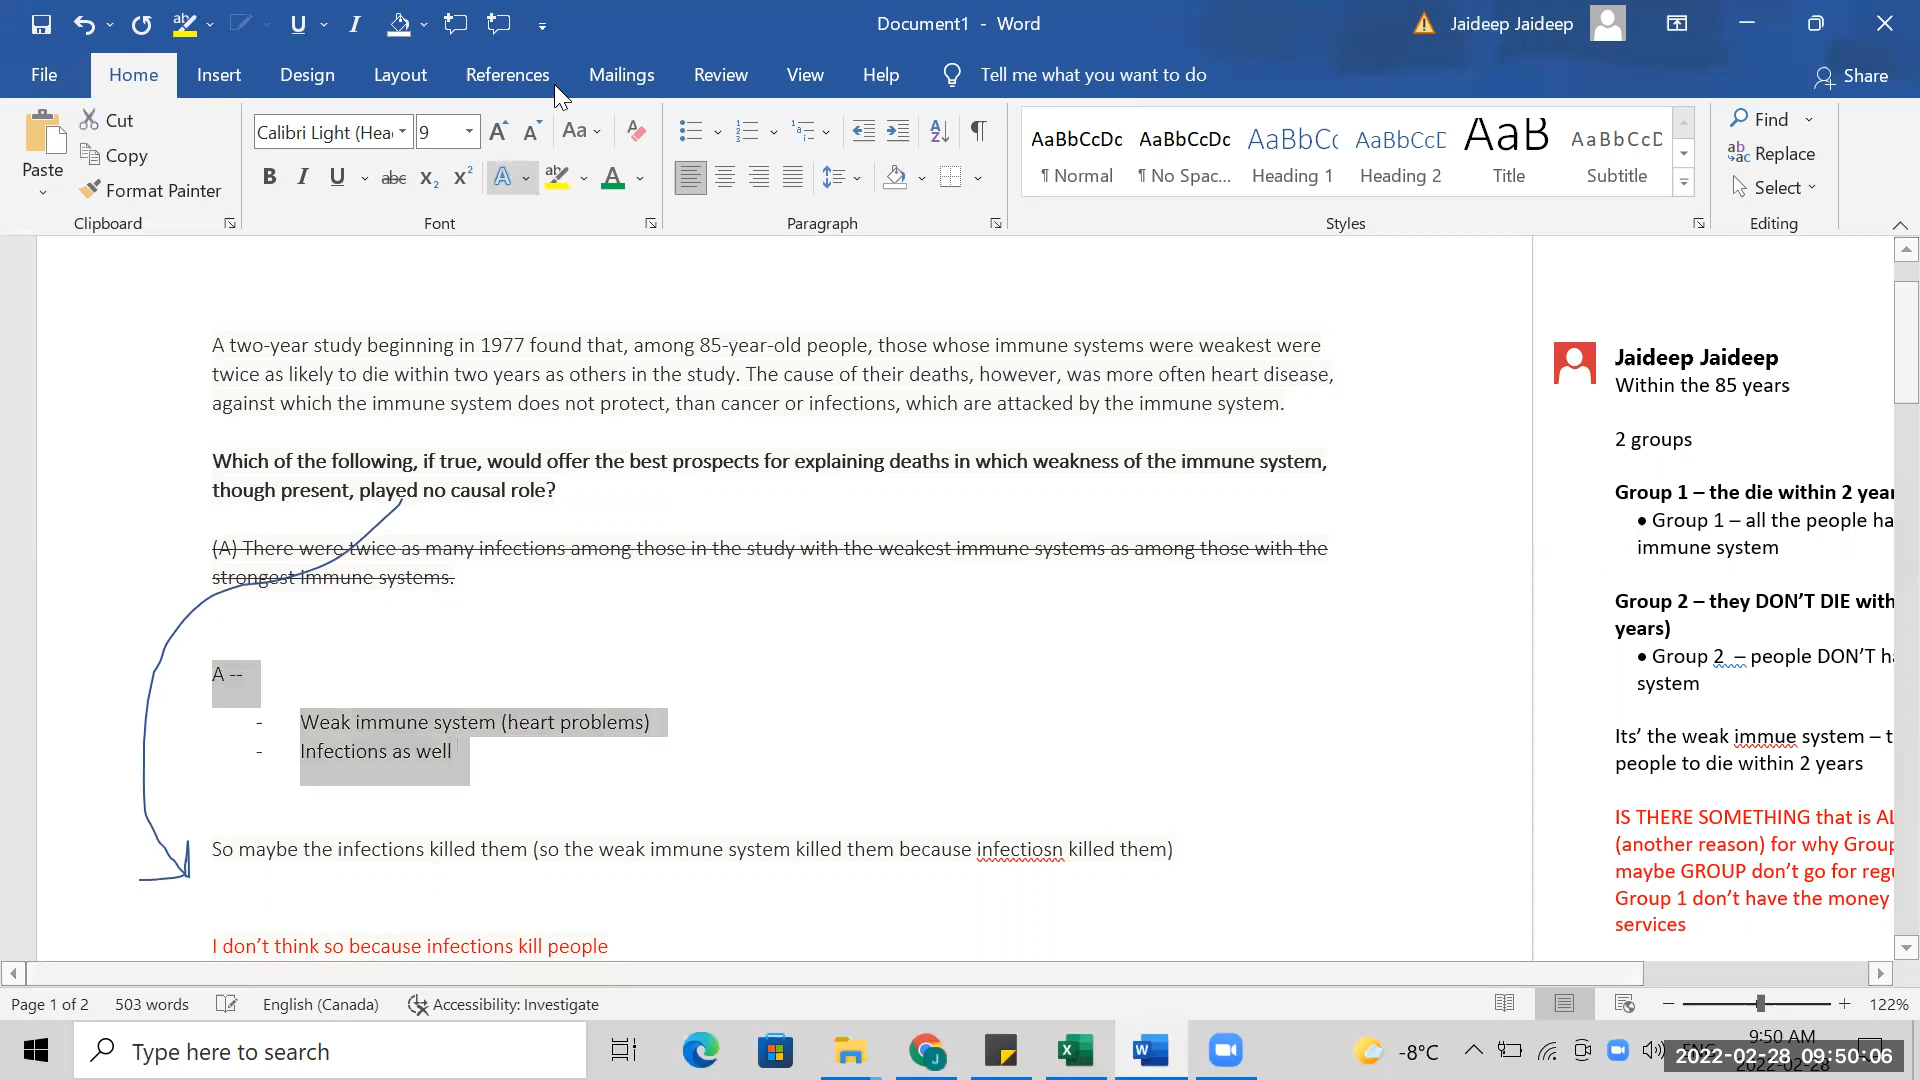 Document1 - Word
Jaideep Jaideep
File Home Insert Design Layout References Mailings Review View Help Tell me what you want to do Share
Paste
Cut
Copy
Format Painter
Clipboard
Calibri Light (Hea 9
Font
Paragraph
AaBbCcDc AaBbCcDc AaBbCc AaBbCcD AaB AaBbCcD
¶ Normal ¶ No Spac... Heading 1 Heading 2 Title Subtitle
Styles
Find
Replace
Select
Editing
A two-year study beginning in 1977 found that, among 85-year-old people, those whose immune systems were weakest were
twice as likely to die within two years as others in the study. The cause of their deaths, however, was more often heart disease,
against which the immune system does not protect, than cancer or infections, which are attacked by the immune system.
Which of the following, if true, would offer the best prospects for explaining deaths in which weakness of the immune system,
though present, played no causal role?
(A) There were twice as many infections among those in the study with the weakest immune systems as among those with the
strongest immune systems.
A --
- Weak immune system (heart problems)
- Infections as well
So maybe the infections killed them (so the weak immune system killed them because infectiosn killed them)
I don't think so because infections kill people
Jaideep Jaideep
Within the 85 years
2 groups
Group 1 – the die within 2 year
• Group 1 – all the people ha
immune system
Group 2 – they DON'T DIE with
years)
• Group 2 – people DON'T ha
system
Its' the weak immue system – t
people to die within 2 years
IS THERE SOMETHING that is AL
(another reason) for why Group
maybe GROUP don't go for regu
Group 1 don't have the money
services
Page 1 of 2 503 words English (Canada) Accessibility: Investigate 122%
Type here to search
-8°C
9:50 AM
2022-02-28 09:50:06